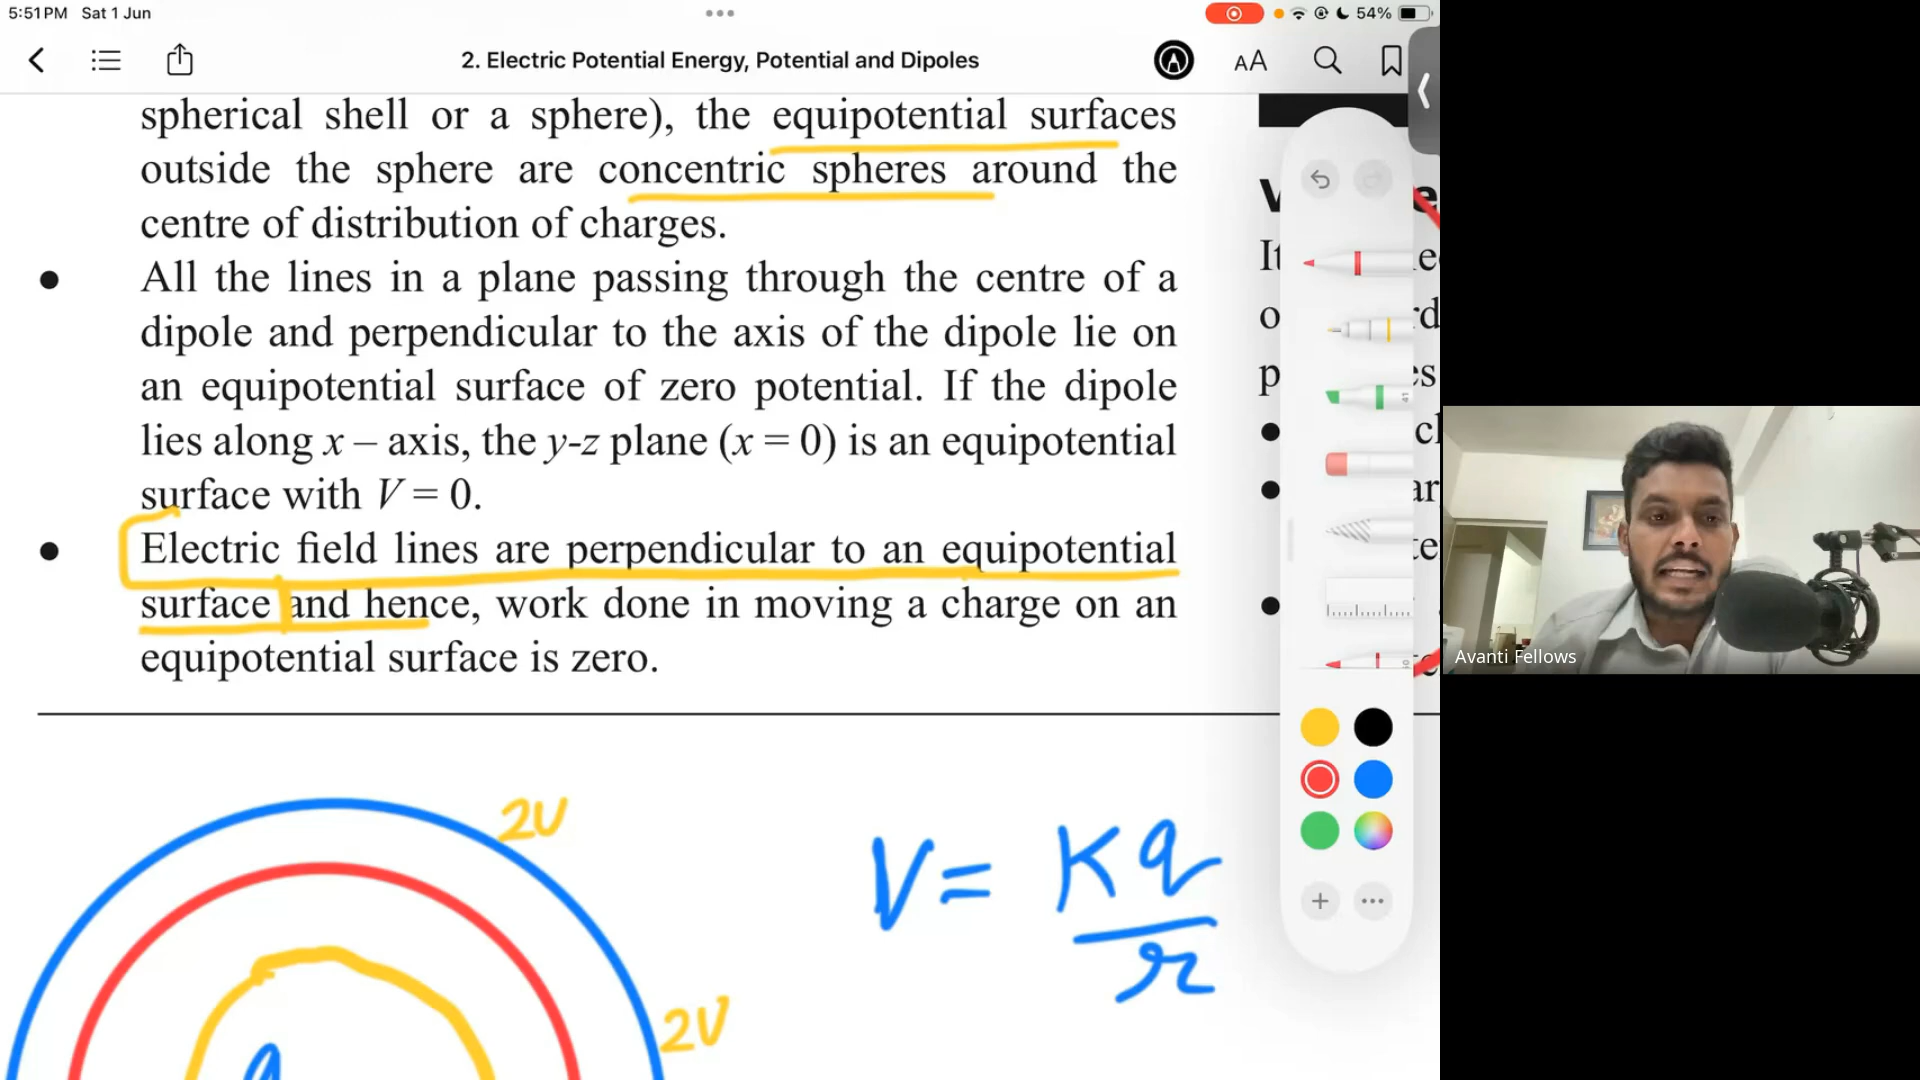 5:51 PM Sat 1 Jun
54%
2. Electric Potential Energy, Potential and Dipoles
AA
spherical shell or a sphere), the equipotential surfaces
outside the sphere are concentric spheres around the
centre of distribution of charges.
• All the lines in a plane passing through the centre of a
dipole and perpendicular to the axis of the dipole lie on
an equipotential surface of zero potential. If the dipole
lies along x – axis, the y-z plane (x = 0) is an equipotential
surface with V = 0.
• Electric field lines are perpendicular to an equipotential
surface and hence, work done in moving a charge on an
equipotential surface is zero.
2V
V = Kq
r
2V
q
Avanti Fellows